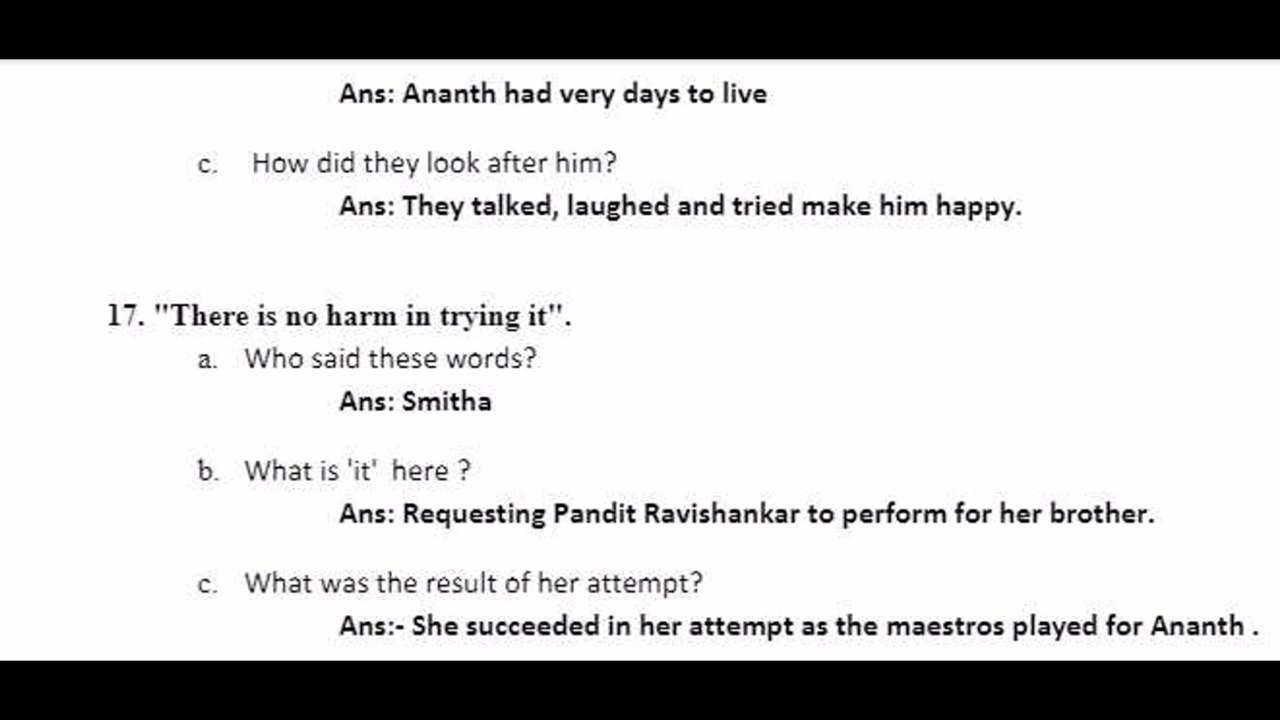 Ans: Ananth had very days to live
c. How did they look after him?
Ans: They talked, laughed and tried make him happy.
17. "There is no harm in trying it".
a. Who said these words?
Ans: Smitha
b. What is 'it' here ?
Ans: Requesting Pandit Ravishankar to perform for her brother.
c. What was the result of her attempt?
Ans:- She succeeded in her attempt as the maestros played for Ananth .